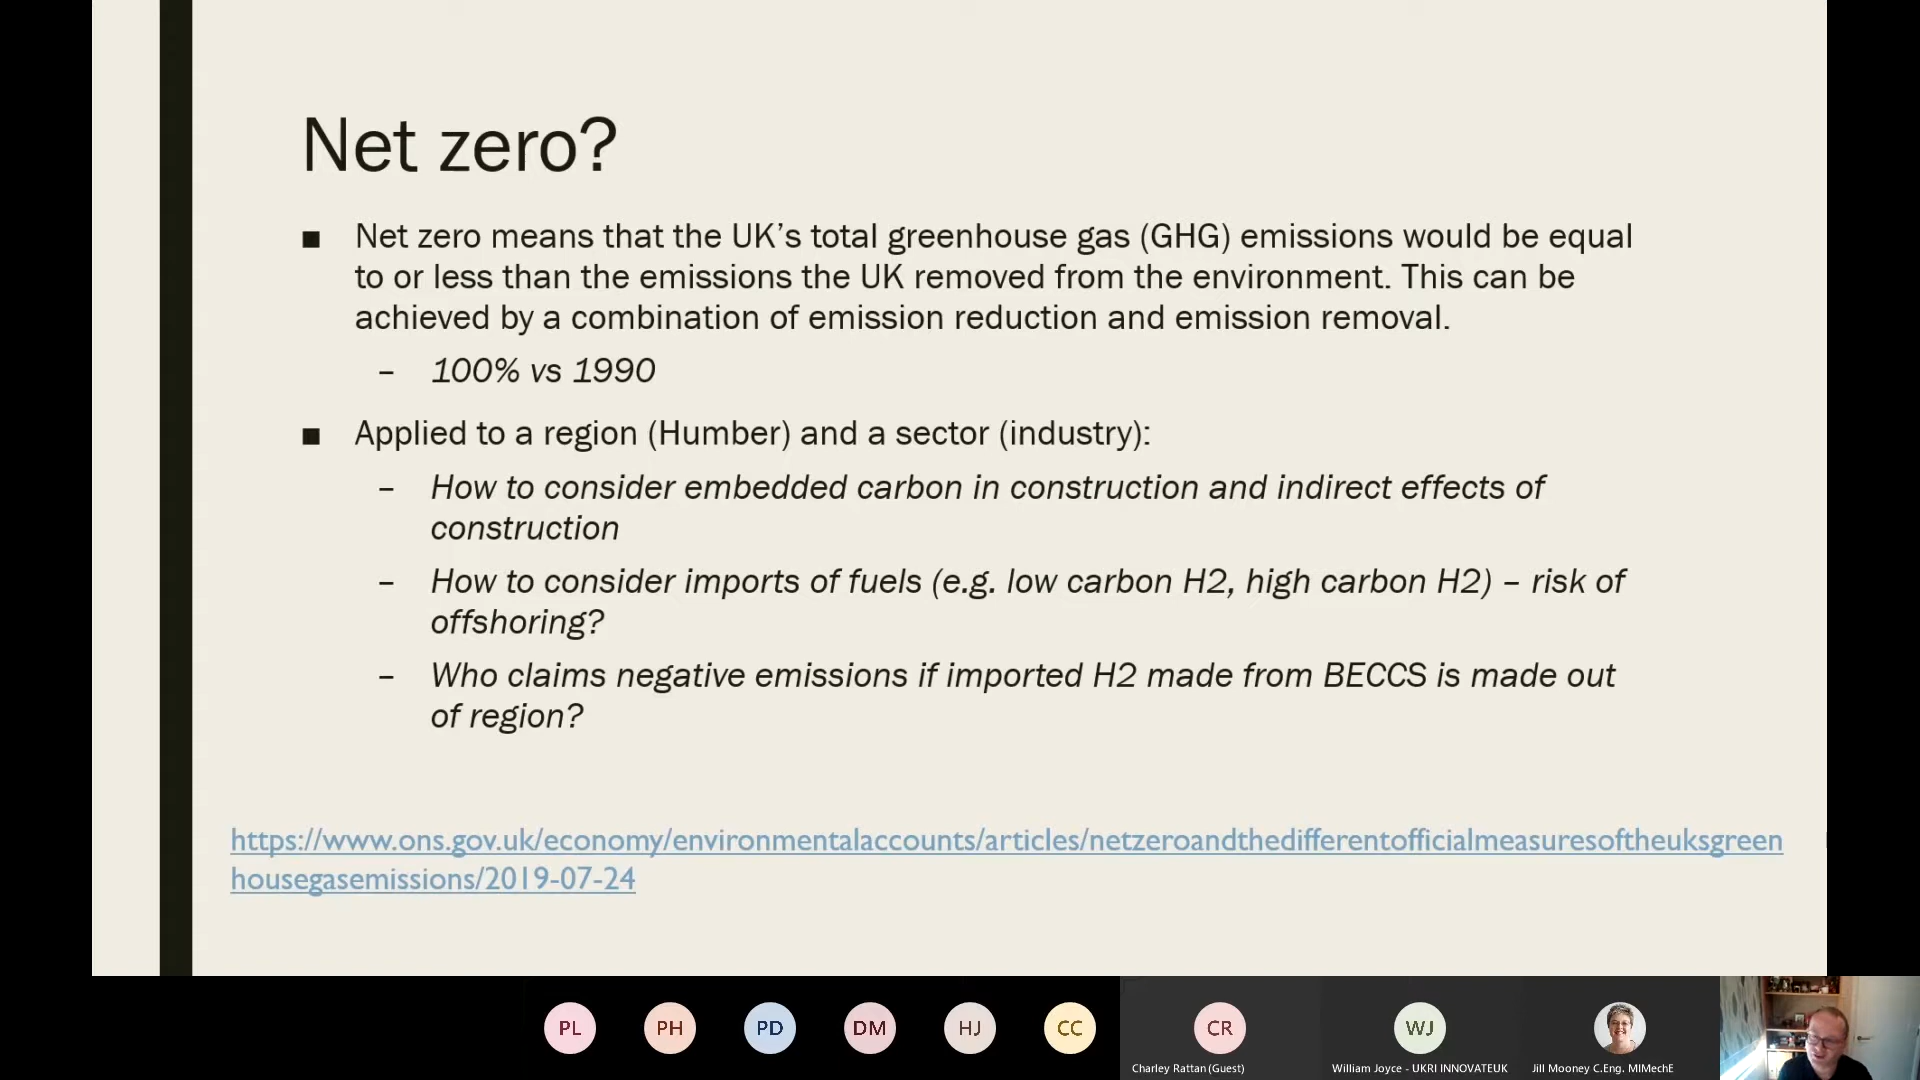 Net zero?
■ Net zero means that the UK’s total greenhouse gas (GHG) emissions would be equal
to or less than the emissions the UK removed from the environment. This can be
achieved by a combination of emission reduction and emission removal.
– 100% vs 1990
■ Applied to a region (Humber) and a sector (industry):
– How to consider embedded carbon in construction and indirect effects of
construction
– How to consider imports of fuels (e.g. low carbon H2, high carbon H2) – risk of
offshoring?
– Who claims negative emissions if imported H2 made from BECCS is made out
of region?
https://www.ons.gov.uk/economy/environmentalaccounts/articles/netzeroandthedifferentofficialmeasuresoftheuksgreen
housegasemissions/2019-07-24
PL PH PD DM HJ CC CR WJ
Charley Rattan (Guest) William Joyce - UKRI INNOVATEUK Jill Mooney C.Eng. MIMechE